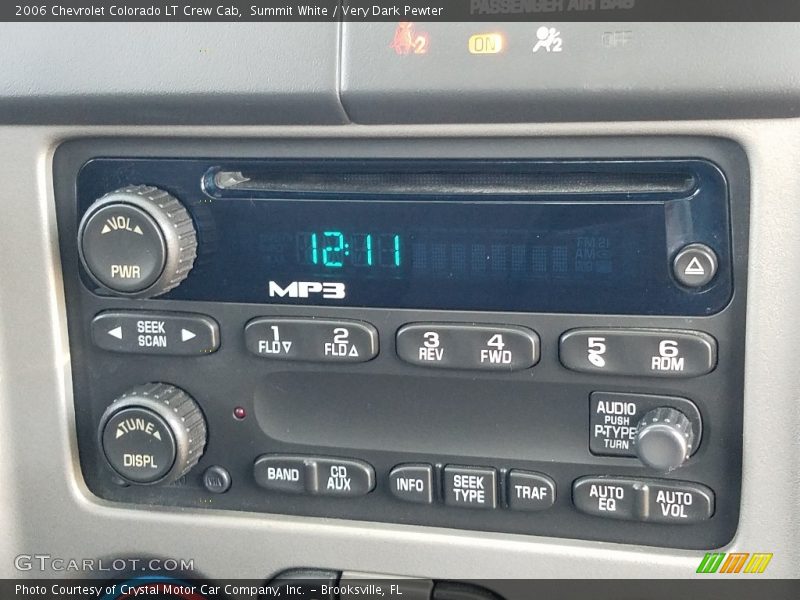 2006 Chevrolet Colorado LT Crew Cab,  Summit White / Very Dark Pewter
PASSENGER AIR BAG
2 ON 2 OFF
VOL
PWR
12:11
MP3
SEEK
SCAN
1 FLD
2 FLD
3 REV
4 FWD
5
6 RDM
AUDIO
PUSH
P-TYPE
TURN
TUNE
DISPL
BAND
CD
AUX
INFO
SEEK
TYPE
TRAF
AUTO
EQ
AUTO
VOL
GTCARLOT.COM
Photo Courtesy of Crystal Motor Car Company, Inc. - Brooksville, FL